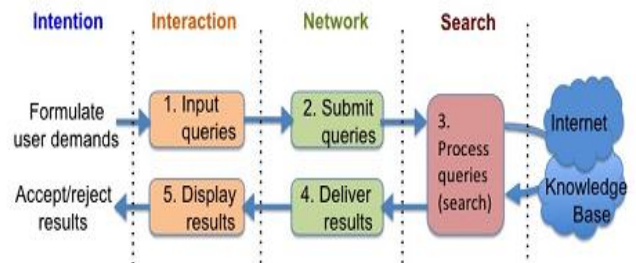 Intention
Interaction
Network
Search
Formulate
user demands
1. Input
queries
2. Submit
queries
3.
Process
queries
(search)
Internet
Accept/reject
results
5. Display
results
4. Deliver
results
Knowledge
Base